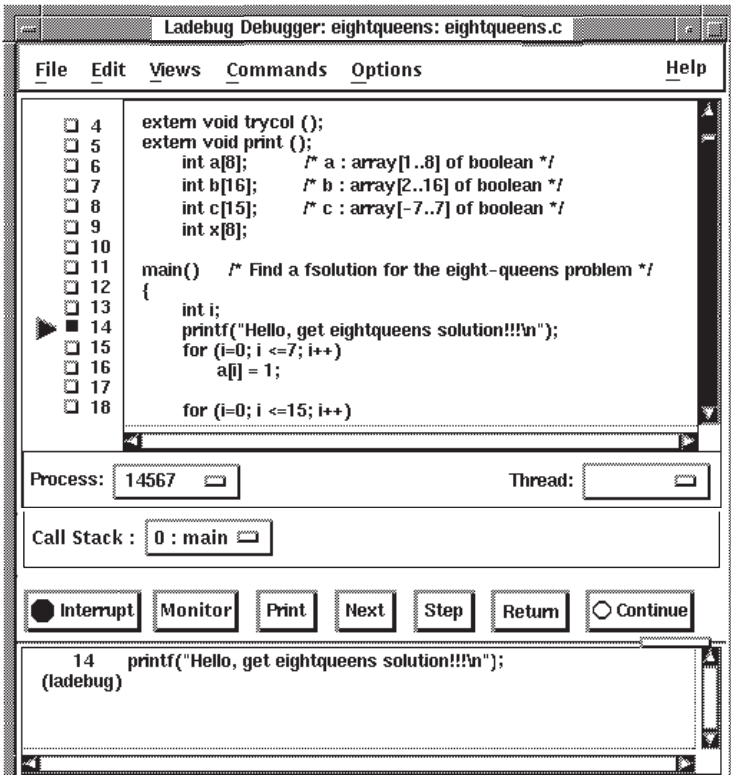 Ladebug Debugger: eightqueens: eightqueens.c
File Edit Views Commands Options Help
4 extern void trycol ();
5 extern void print ();
6 int a[8]; /* a : array[1..8] of boolean */
7 int b[16]; /* b : array[2..16] of boolean */
8 int c[15]; /* c : array[-7..7] of boolean */
9 int x[8];
10
11 main() /* Find a fsolution for the eight-queens problem */
12 {
13 int i;
14 printf("Hello, get eightqueens solution!!!\n");
15 for (i=0; i <=7; i++)
16 a[i] = 1;
17
18 for (i=0; i <=15; i++)
Process: 14567 Thread:
Call Stack : 0 : main
Interrupt Monitor Print Next Step Return Continue
14 printf("Hello, get eightqueens solution!!!\n");
(ladebug)